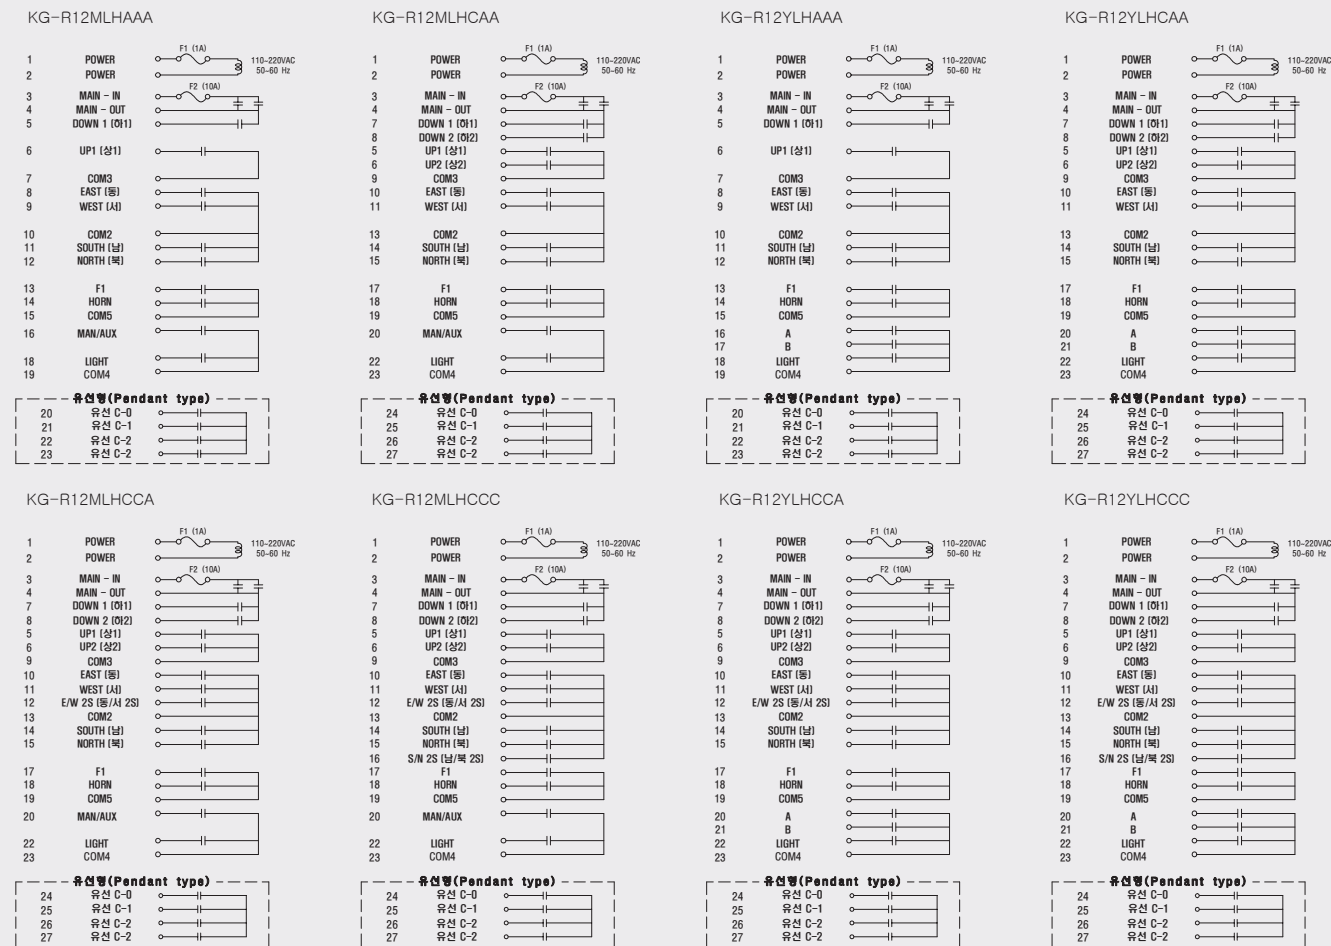 KG-R12MLHAAA
F1 (1A)
1 POWER 110-220VAC
2 POWER 50-60 Hz
F2 (10A)
3 MAIN - IN
4 MAIN - OUT
5 DOWN 1 (하1)
6 UP1 (상1)
7 COM3
8 EAST (동)
9 WEST (서)
10 COM2
11 SOUTH (남)
12 NORTH (북)
13 F1
14 HORN
15 COM5
16 MAN/AUX
18 LIGHT
19 COM4
유선형(Pendant type)
20 유선 C-0
21 유선 C-1
22 유선 C-2
23 유선 C-2
KG-R12MLHCAA
F1 (1A)
1 POWER 110-220VAC
2 POWER 50-60 Hz
F2 (10A)
3 MAIN - IN
4 MAIN - OUT
7 DOWN 1 (하1)
8 DOWN 2 (하2)
5 UP1 (상1)
6 UP2 (상2)
9 COM3
10 EAST (동)
11 WEST (서)
13 COM2
14 SOUTH (남)
15 NORTH (북)
17 F1
18 HORN
19 COM5
20 MAN/AUX
22 LIGHT
23 COM4
유선형(Pendant type)
24 유선 C-0
25 유선 C-1
26 유선 C-2
27 유선 C-2
KG-R12YLHAAA
F1 (1A)
1 POWER 110-220VAC
2 POWER 50-60 Hz
F2 (10A)
3 MAIN - IN
4 MAIN - OUT
5 DOWN 1 (하1)
6 UP1 (상1)
7 COM3
8 EAST (동)
9 WEST (서)
10 COM2
11 SOUTH (남)
12 NORTH (북)
13 F1
14 HORN
15 COM5
16 A
17 B
18 LIGHT
19 COM4
유선형(Pendant type)
20 유선 C-0
21 유선 C-1
22 유선 C-2
23 유선 C-2
KG-R12YLHCAA
F1 (1A)
1 POWER 110-220VAC
2 POWER 50-60 Hz
F2 (10A)
3 MAIN - IN
4 MAIN - OUT
7 DOWN 1 (하1)
8 DOWN 2 (하2)
5 UP1 (상1)
6 UP2 (상2)
9 COM3
10 EAST (동)
11 WEST (서)
13 COM2
14 SOUTH (남)
15 NORTH (북)
17 F1
18 HORN
19 COM5
20 A
21 B
22 LIGHT
23 COM4
유선형(Pendant type)
24 유선 C-0
25 유선 C-1
26 유선 C-2
27 유선 C-2
KG-R12MLHCCA
F1 (1A)
1 POWER 110-220VAC
2 POWER 50-60 Hz
F2 (10A)
3 MAIN - IN
4 MAIN - OUT
7 DOWN 1 (하1)
8 DOWN 2 (하2)
5 UP1 (상1)
6 UP2 (상2)
9 COM3
10 EAST (동)
11 WEST (서)
12 E/W 2S (동/서 2S)
13 COM2
14 SOUTH (남)
15 NORTH (북)
17 F1
18 HORN
19 COM5
20 MAN/AUX
22 LIGHT
23 COM4
유선형(Pendant type)
24 유선 C-0
25 유선 C-1
26 유선 C-2
27 유선 C-2
KG-R12MLHCCC
F1 (1A)
1 POWER 110-220VAC
2 POWER 50-60 Hz
F2 (10A)
3 MAIN - IN
4 MAIN - OUT
7 DOWN 1 (하1)
8 DOWN 2 (하2)
5 UP1 (상1)
6 UP2 (상2)
9 COM3
10 EAST (동)
11 WEST (서)
12 E/W 2S (동/서 2S)
13 COM2
14 SOUTH (남)
15 NORTH (북)
16 S/N 2S (남/북 2S)
17 F1
18 HORN
19 COM5
20 MAN/AUX
22 LIGHT
23 COM4
유선형(Pendant type)
24 유선 C-0
25 유선 C-1
26 유선 C-2
27 유선 C-2
KG-R12YLHCCA
F1 (1A)
1 POWER 110-220VAC
2 POWER 50-60 Hz
F2 (10A)
3 MAIN - IN
4 MAIN - OUT
7 DOWN 1 (하1)
8 DOWN 2 (하2)
5 UP1 (상1)
6 UP2 (상2)
9 COM3
10 EAST (동)
11 WEST (서)
12 E/W 2S (동/서 2S)
13 COM2
14 SOUTH (남)
15 NORTH (북)
17 F1
18 HORN
19 COM5
20 A
21 B
22 LIGHT
23 COM4
유선형(Pendant type)
24 유선 C-0
25 유선 C-1
26 유선 C-2
27 유선 C-2
KG-R12YLHCCC
F1 (1A)
1 POWER 110-220VAC
2 POWER 50-60 Hz
F2 (10A)
3 MAIN - IN
4 MAIN - OUT
7 DOWN 1 (하1)
8 DOWN 2 (하2)
5 UP1 (상1)
6 UP2 (상2)
9 COM3
10 EAST (동)
11 WEST (서)
12 E/W 2S (동/서 2S)
13 COM2
14 SOUTH (남)
15 NORTH (북)
16 S/N 2S (남/북 2S)
17 F1
18 HORN
19 COM5
20 A
21 B
22 LIGHT
23 COM4
유선형(Pendant type)
24 유선 C-0
25 유선 C-1
26 유선 C-2
27 유선 C-2